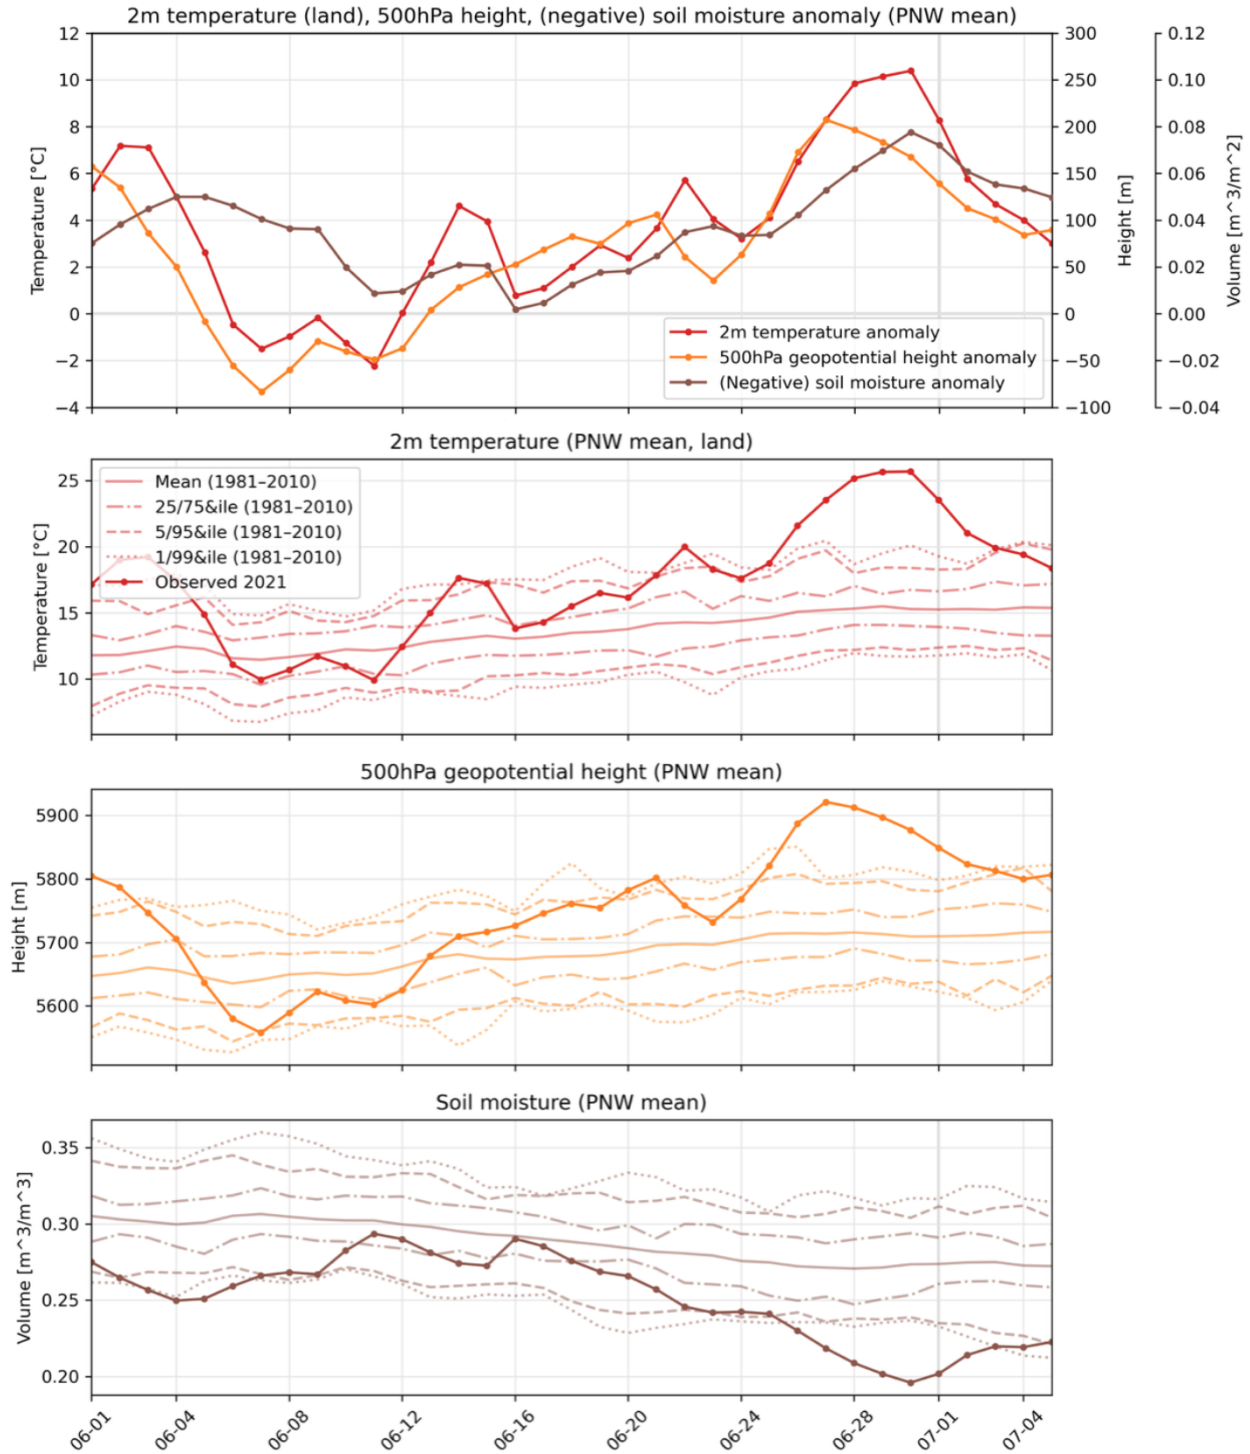 2m temperature (land), 500hPa height, (negative) soil moisture anomaly (PNW mean)
12
10
8
6
4
2
0
−2
−4
Temperature [°C]
300
250
200
150
100
50
0
−50
−100
Height [m]
0.12
0.10
0.08
0.06
0.04
0.02
0.00
−0.02
−0.04
Volume [m^3/m^2]
2m temperature anomaly
500hPa geopotential height anomaly
(Negative) soil moisture anomaly
2m temperature (PNW mean, land)
25
20
15
10
Temperature [°C]
Mean (1981–2010)
25/75&ile (1981–2010)
5/95&ile (1981–2010)
1/99&ile (1981–2010)
Observed 2021
500hPa geopotential height (PNW mean)
5900
5800
5700
5600
Height [m]
Soil moisture (PNW mean)
0.35
0.30
0.25
0.20
Volume [m^3/m^3]
06-01
06-04
06-08
06-12
06-16
06-20
06-24
06-28
07-01
07-04